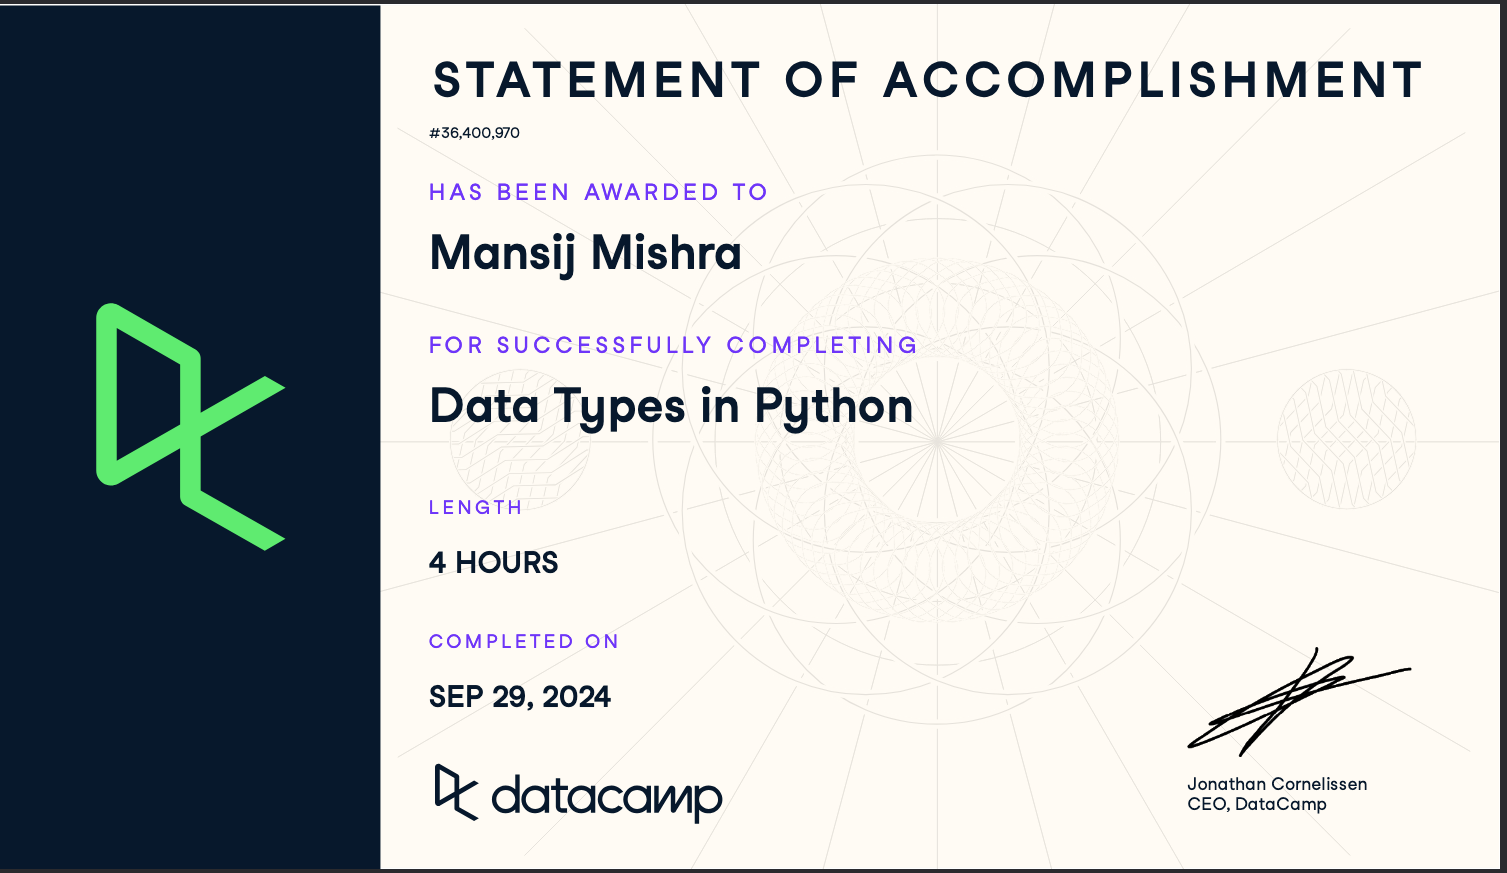 STATEMENT OF ACCOMPLISHMENT
#36,400,970
HAS BEEN AWARDED TO
Mansij Mishra
FOR SUCCESSFULLY COMPLETING
Data Types in Python
LENGTH
4 HOURS
COMPLETED ON
SEP 29, 2024
datacamp
Jonathan Cornelissen
CEO, DataCamp